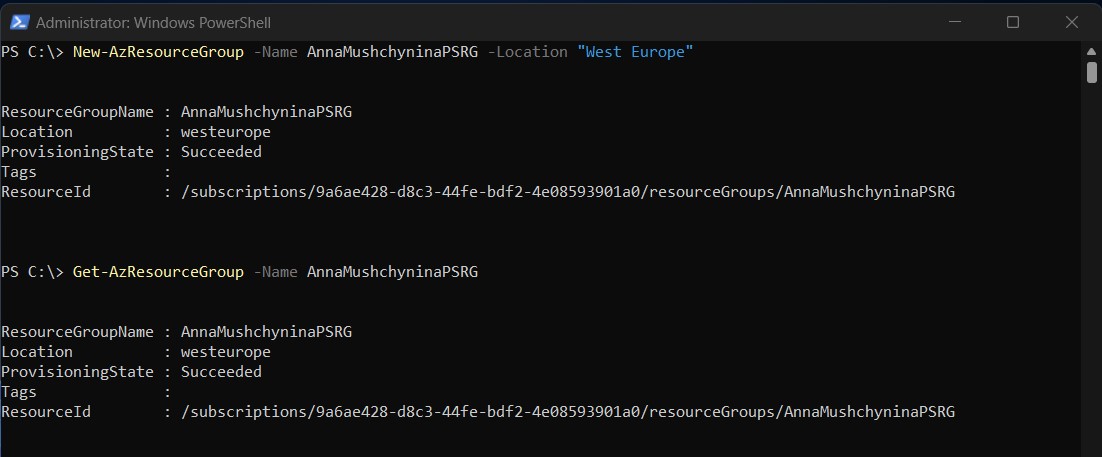 Administrator: Windows PowerShell
PS C:\> New-AzResourceGroup -Name AnnaMushchyninaPSRG -Location "West Europe"
ResourceGroupName : AnnaMushchyninaPSRG
Location          : westeurope
ProvisioningState : Succeeded
Tags              :
ResourceId        : /subscriptions/9a6ae428-d8c3-44fe-bdf2-4e08593901a0/resourceGroups/AnnaMushchyninaPSRG
PS C:\> Get-AzResourceGroup -Name AnnaMushchyninaPSRG
ResourceGroupName : AnnaMushchyninaPSRG
Location          : westeurope
ProvisioningState : Succeeded
Tags              :
ResourceId        : /subscriptions/9a6ae428-d8c3-44fe-bdf2-4e08593901a0/resourceGroups/AnnaMushchyninaPSRG